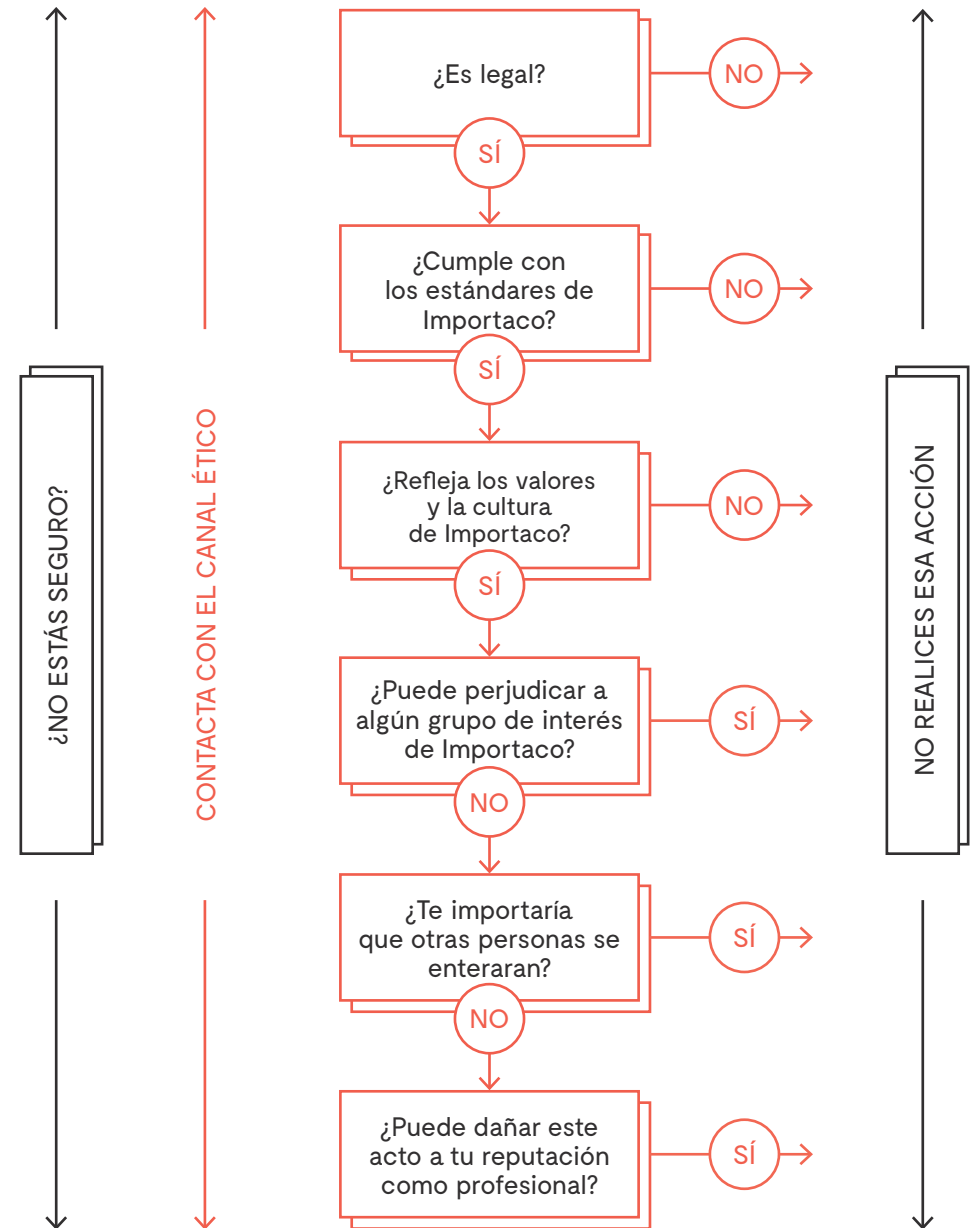 ¿Es legal?
NO
SÍ
¿Cumple con
los estándares de
Importaco?
NO
SÍ
¿Refleja los valores
y la cultura
de Importaco?
NO
SÍ
¿Puede perjudicar a
algún grupo de interés
de Importaco?
SÍ
NO
¿Te importaría
que otras personas se
enteraran?
SÍ
NO
¿Puede dañar este
acto a tu reputación
como profesional?
SÍ
¿NO ESTÁS SEGURO?
CONTACTA CON EL CANAL ÉTICO
NO REALICES ESA ACCIÓN